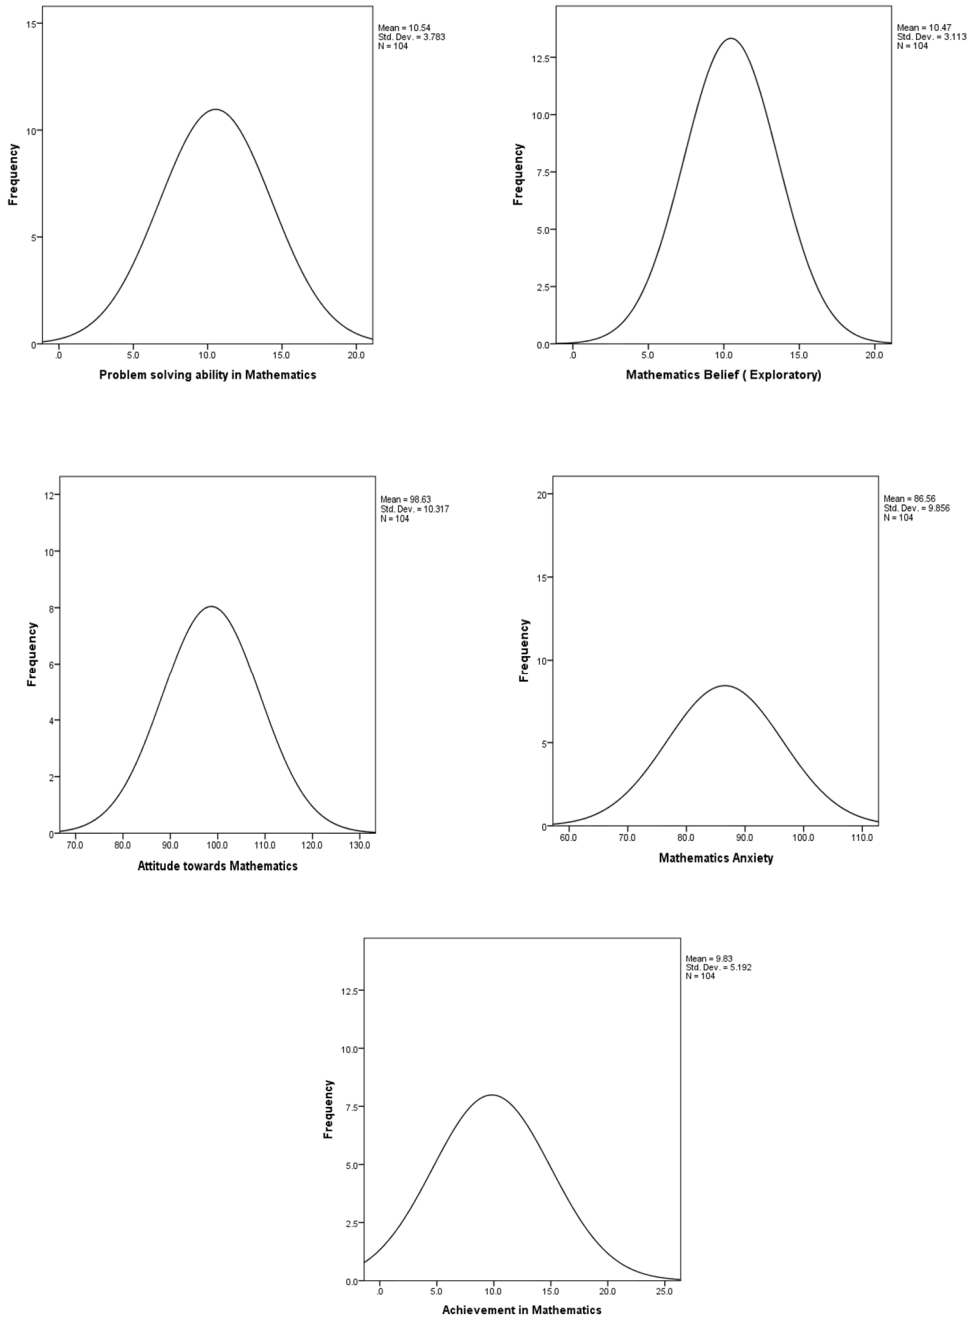 Mean = 10.54
Std. Dev. = 3.783
N = 104
15
10
5
0
Frequency
.0 5.0 10.0 15.0 20.0
Problem solving ability in Mathematics
Mean = 10.47
Std. Dev. = 3.113
N = 104
12.5
10.0
7.5
5.0
2.5
0.0
Frequency
.0 5.0 10.0 15.0 20.0
Mathematics Belief ( Exploratory)
Mean = 98.63
Std. Dev. = 10.317
N = 104
12
10
8
6
4
2
0
Frequency
70.0 80.0 90.0 100.0 110.0 120.0 130.0
Attitude towards Mathematics
Mean = 86.56
Std. Dev. = 9.856
N = 104
20
15
10
5
0
Frequency
60.0 70.0 80.0 90.0 100.0 110.0
Mathematics Anxiety
Mean = 9.83
Std. Dev. = 5.192
N = 104
12.5
10.0
7.5
5.0
2.5
0.0
Frequency
.0 5.0 10.0 15.0 20.0 25.0
Achievement in Mathematics